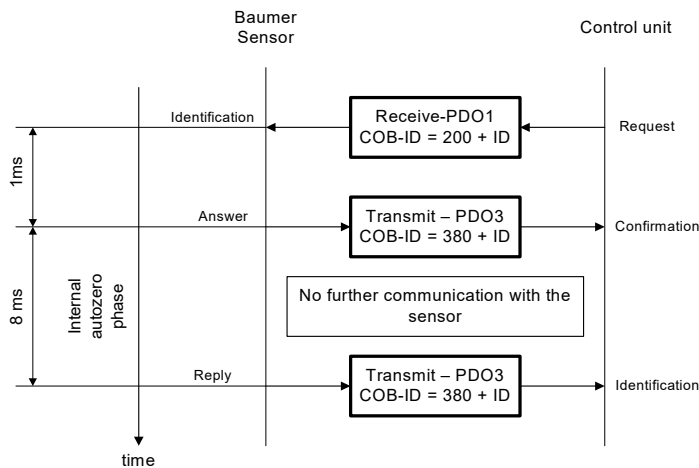 Baumer
Sensor
Control unit
Identification
Receive-PDO1
COB-ID = 200 + ID
Request
1ms
Answer
Transmit – PDO3
COB-ID = 380 + ID
Confirmation
8 ms
Internal
autozero
phase
No further communication with the
sensor
Reply
Transmit – PDO3
COB-ID = 380 + ID
Identification
time